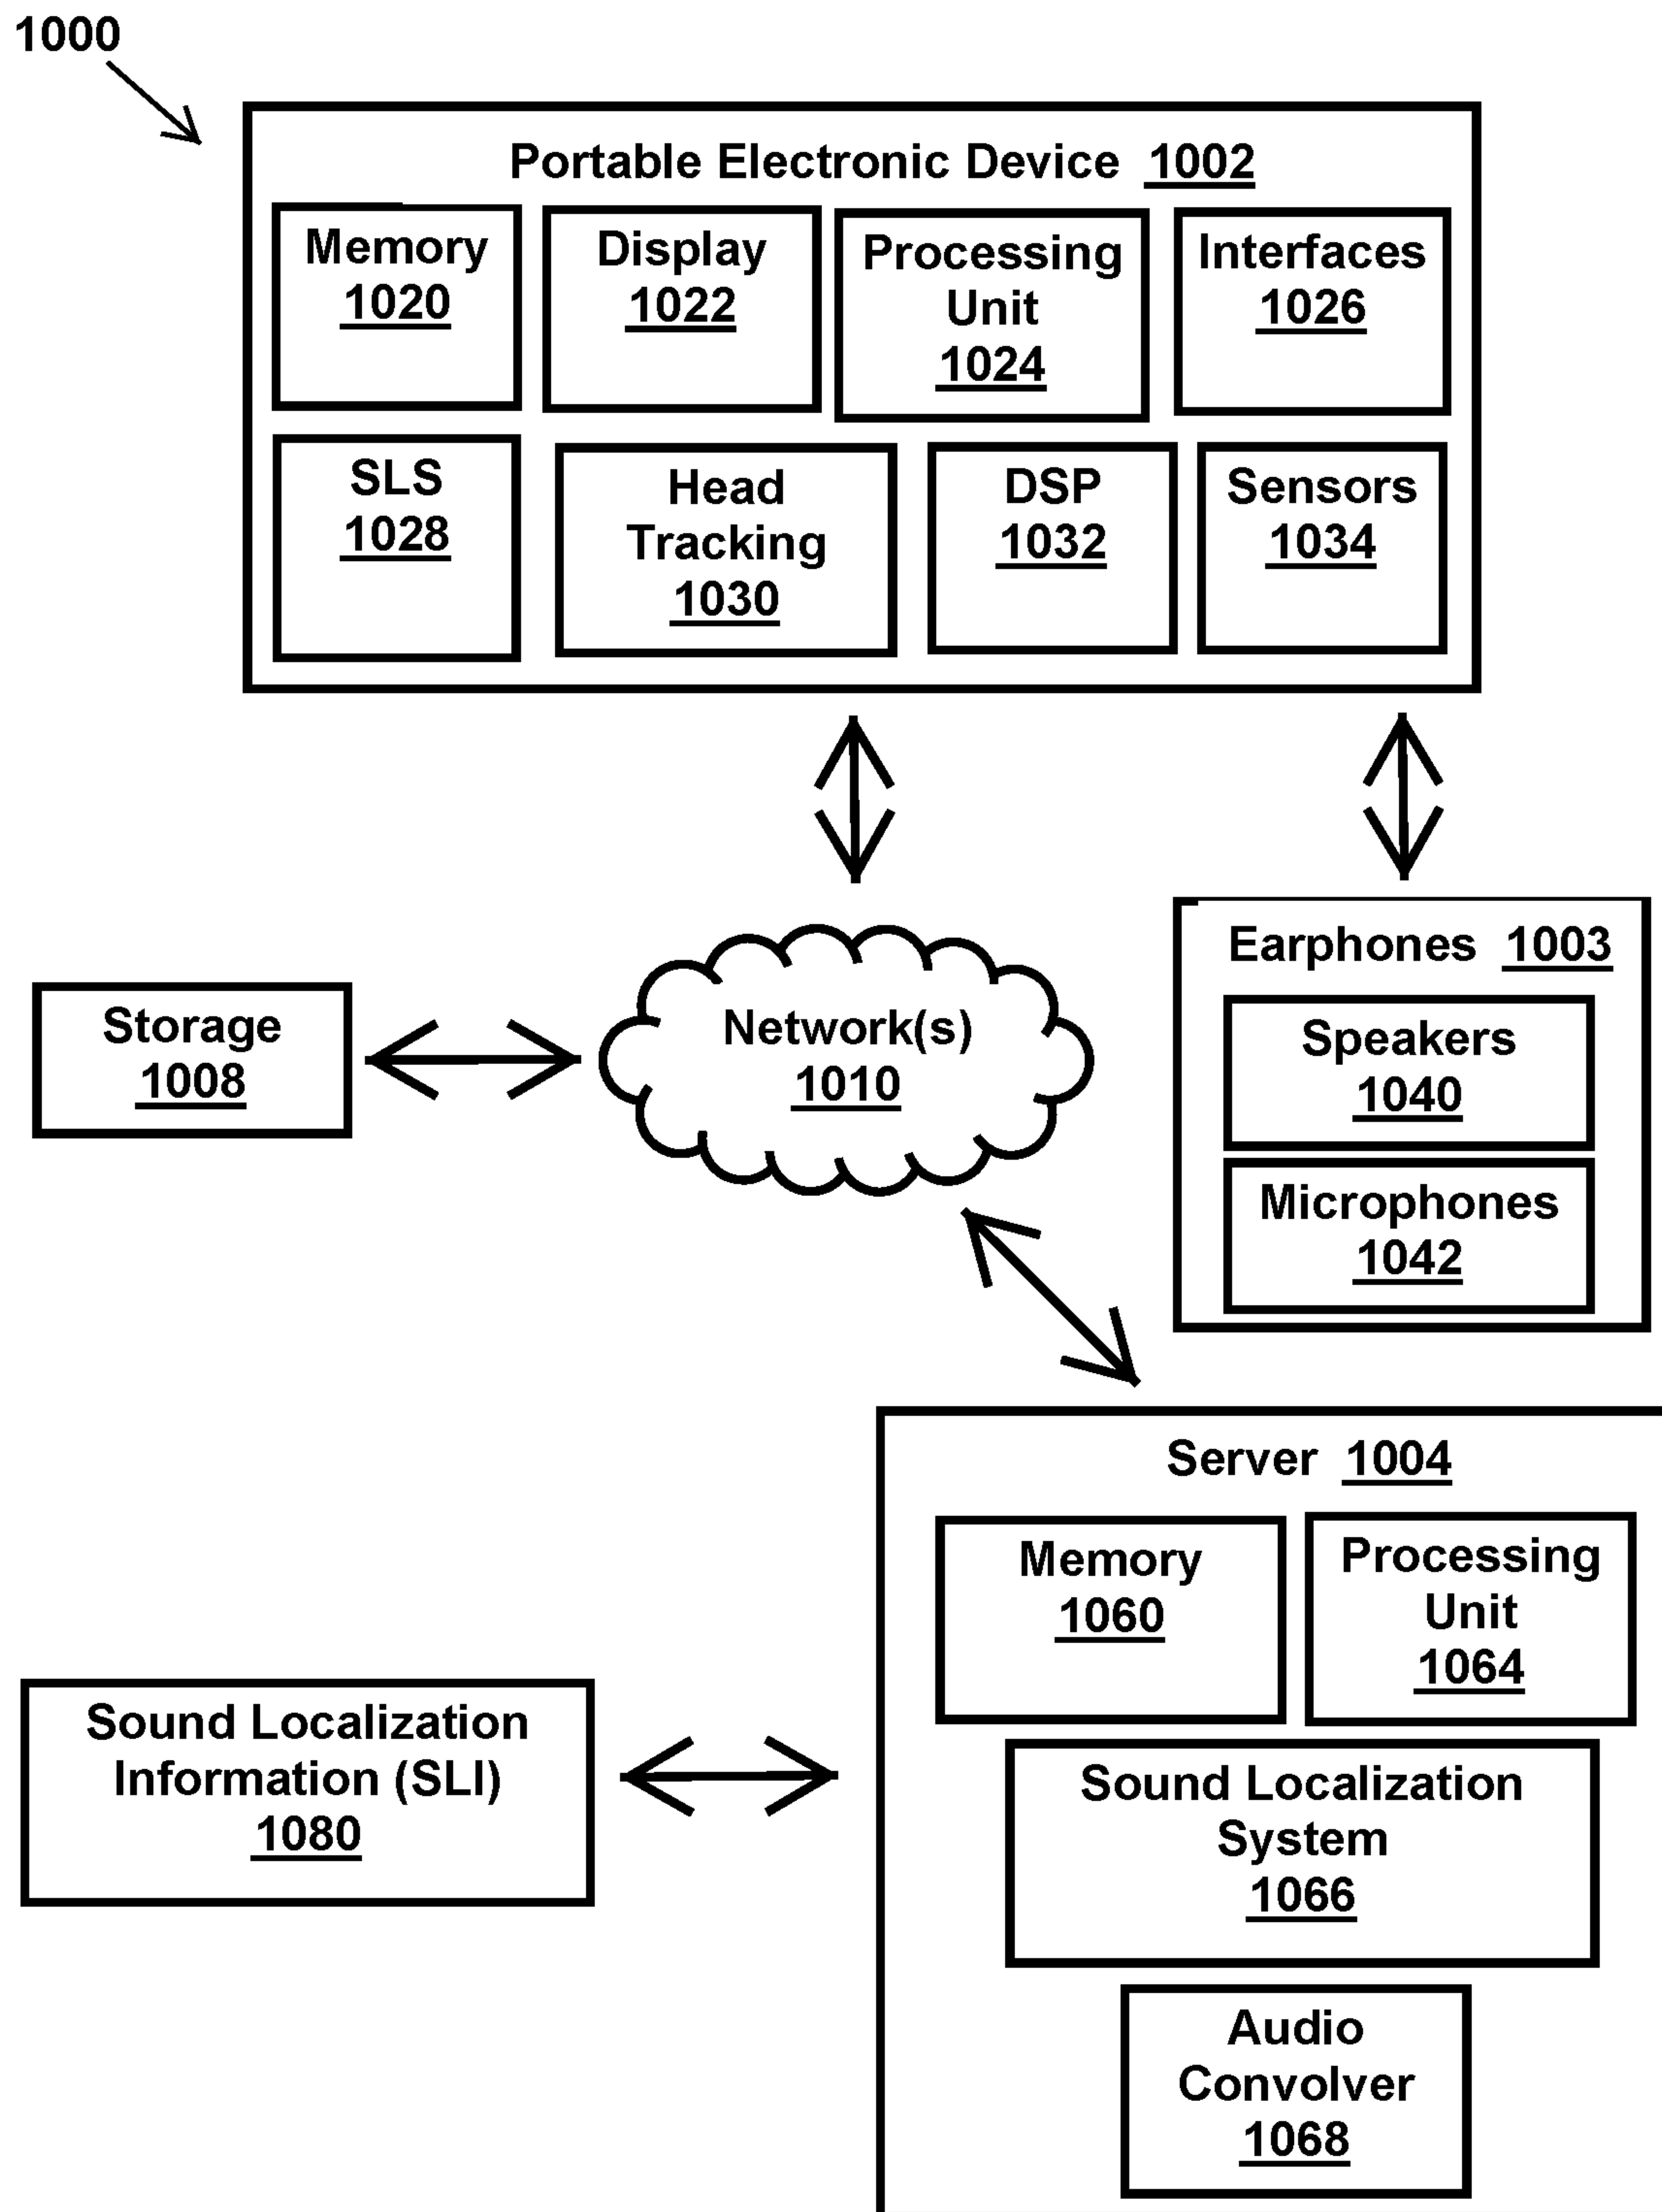 1000
Portable Electronic Device 1002
Memory
1020
Display
1022
Processing
Unit
1024
Interfaces
1026
SLS
1028
Head
Tracking
1030
DSP
1032
Sensors
1034
Storage
1008
Network(s)
1010
Earphones 1003
Speakers
1040
Microphones
1042
Server 1004
Memory
1060
Processing
Unit
1064
Sound Localization
Information (SLI)
1080
Sound Localization
System
1066
Audio
Convolver
1068